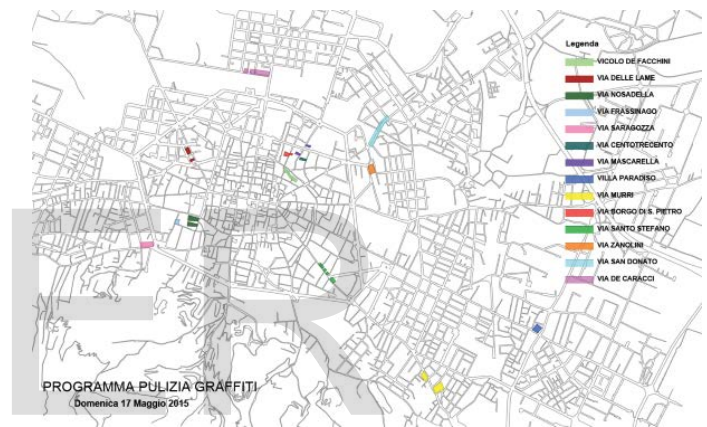 Legenda
VICOLO DE FACCHINI
VIA DELLE LAME
VIA NOSADELLA
VIA FRASSINAGO
VIA SARAGOZZA
VIA CENTOTRECENTO
VIA MASCARELLA
VILLA PARADISO
VIA MURRI
VIA BORGO DI S. PIETRO
VIA SANTO STEFANO
VIA ZANOLINI
VIA SAN DONATO
VIA DE CARACCI
ER
PROGRAMMA PULIZIA GRAFFITI
Domenica 17 Maggio 2015